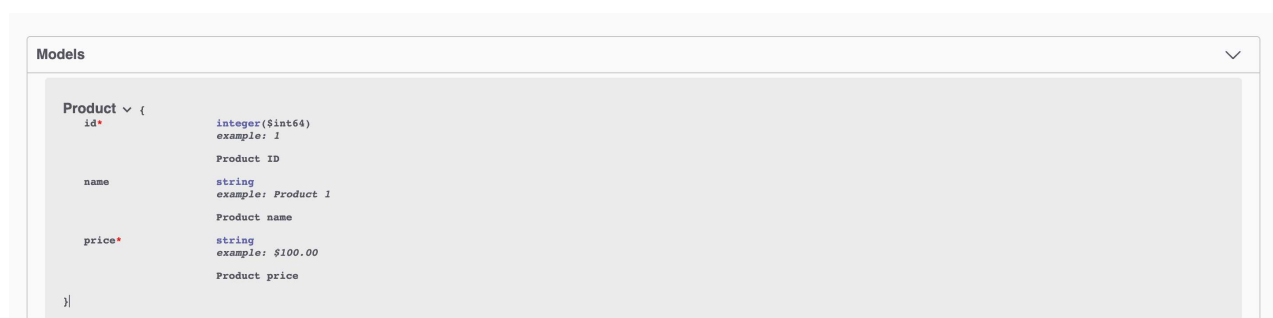 Models
Product {
id* integer($int64)
example: 1
Product ID
name string
example: Product 1
Product name
price* string
example: $100.00
Product price
}